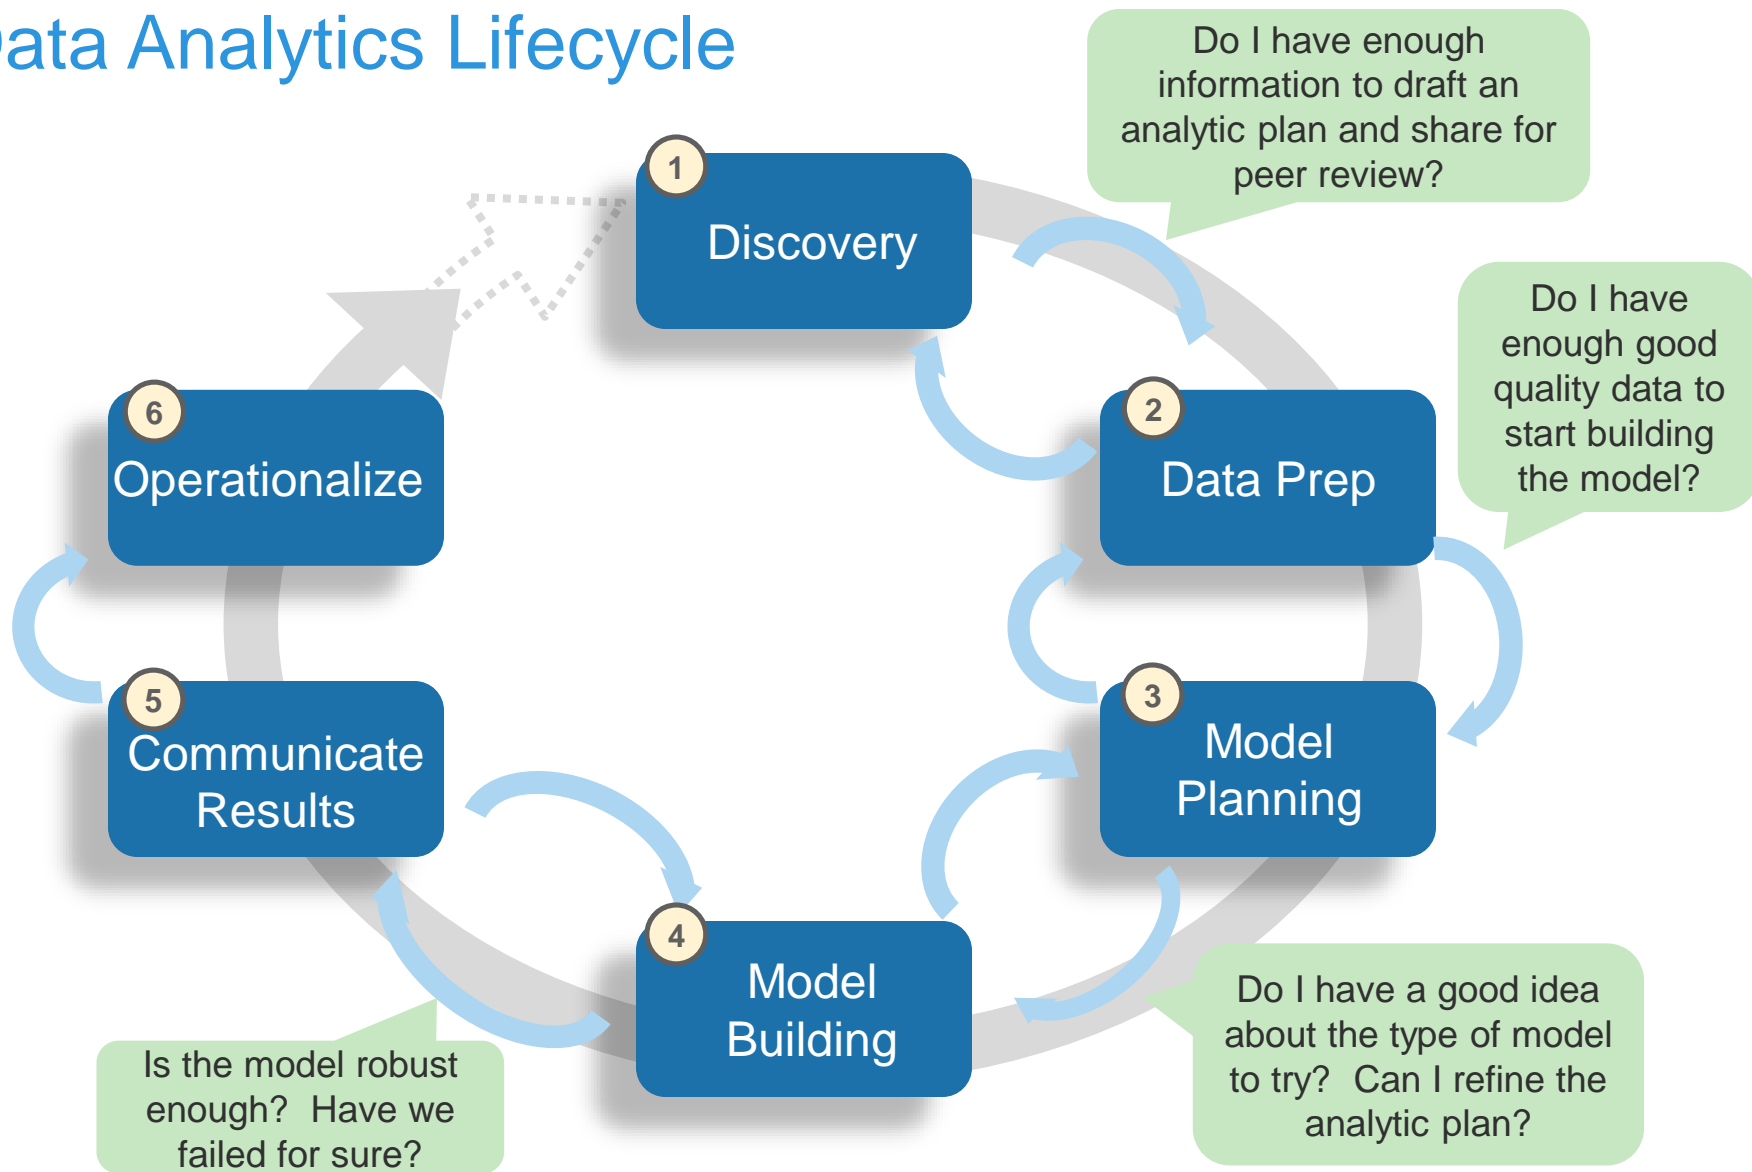 ata Analytics Lifecycle
Do I have enough
information to draft an
analytic plan and share for
peer review?
1
Discovery
Do I have
enough good
quality data to
start building
the model?
2
Data Prep
6
Operationalize
3
Model
Planning
5
Communicate
Results
4
Model
Building
Do I have a good idea
about the type of model
to try?  Can I refine the
analytic plan?
Is the model robust
enough?  Have we
failed for sure?